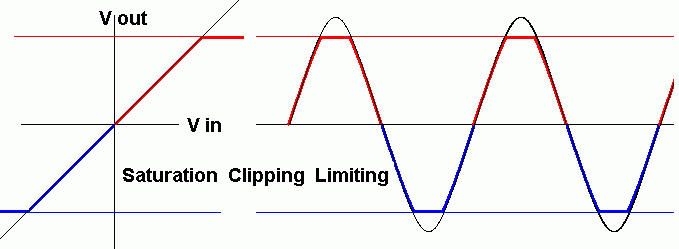 V out
V in
Saturation Clipping Limiting